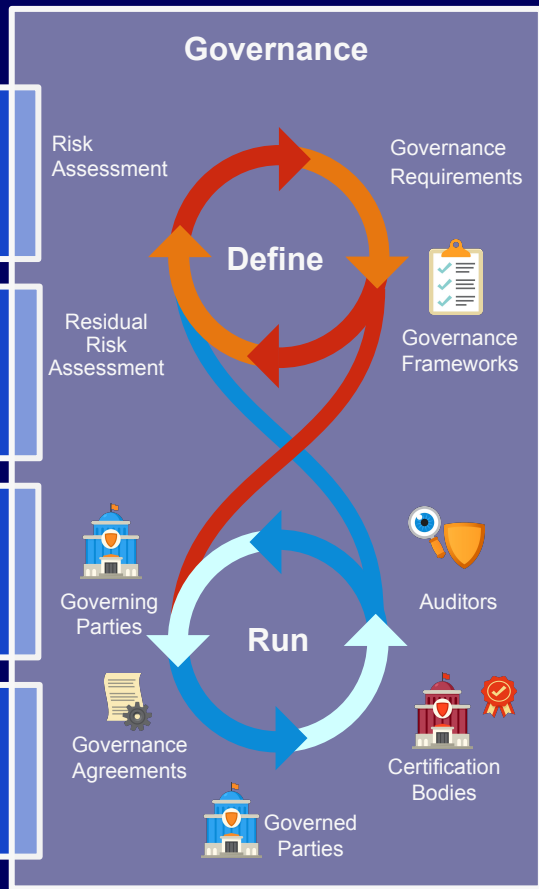 Governance
Risk
Assessment
Governance
Requirements
Define
Residual
Risk
Assessment
Governance
Frameworks
Governing
Parties
Auditors
Run
Governance
Agreements
Certification
Bodies
Governed
Parties